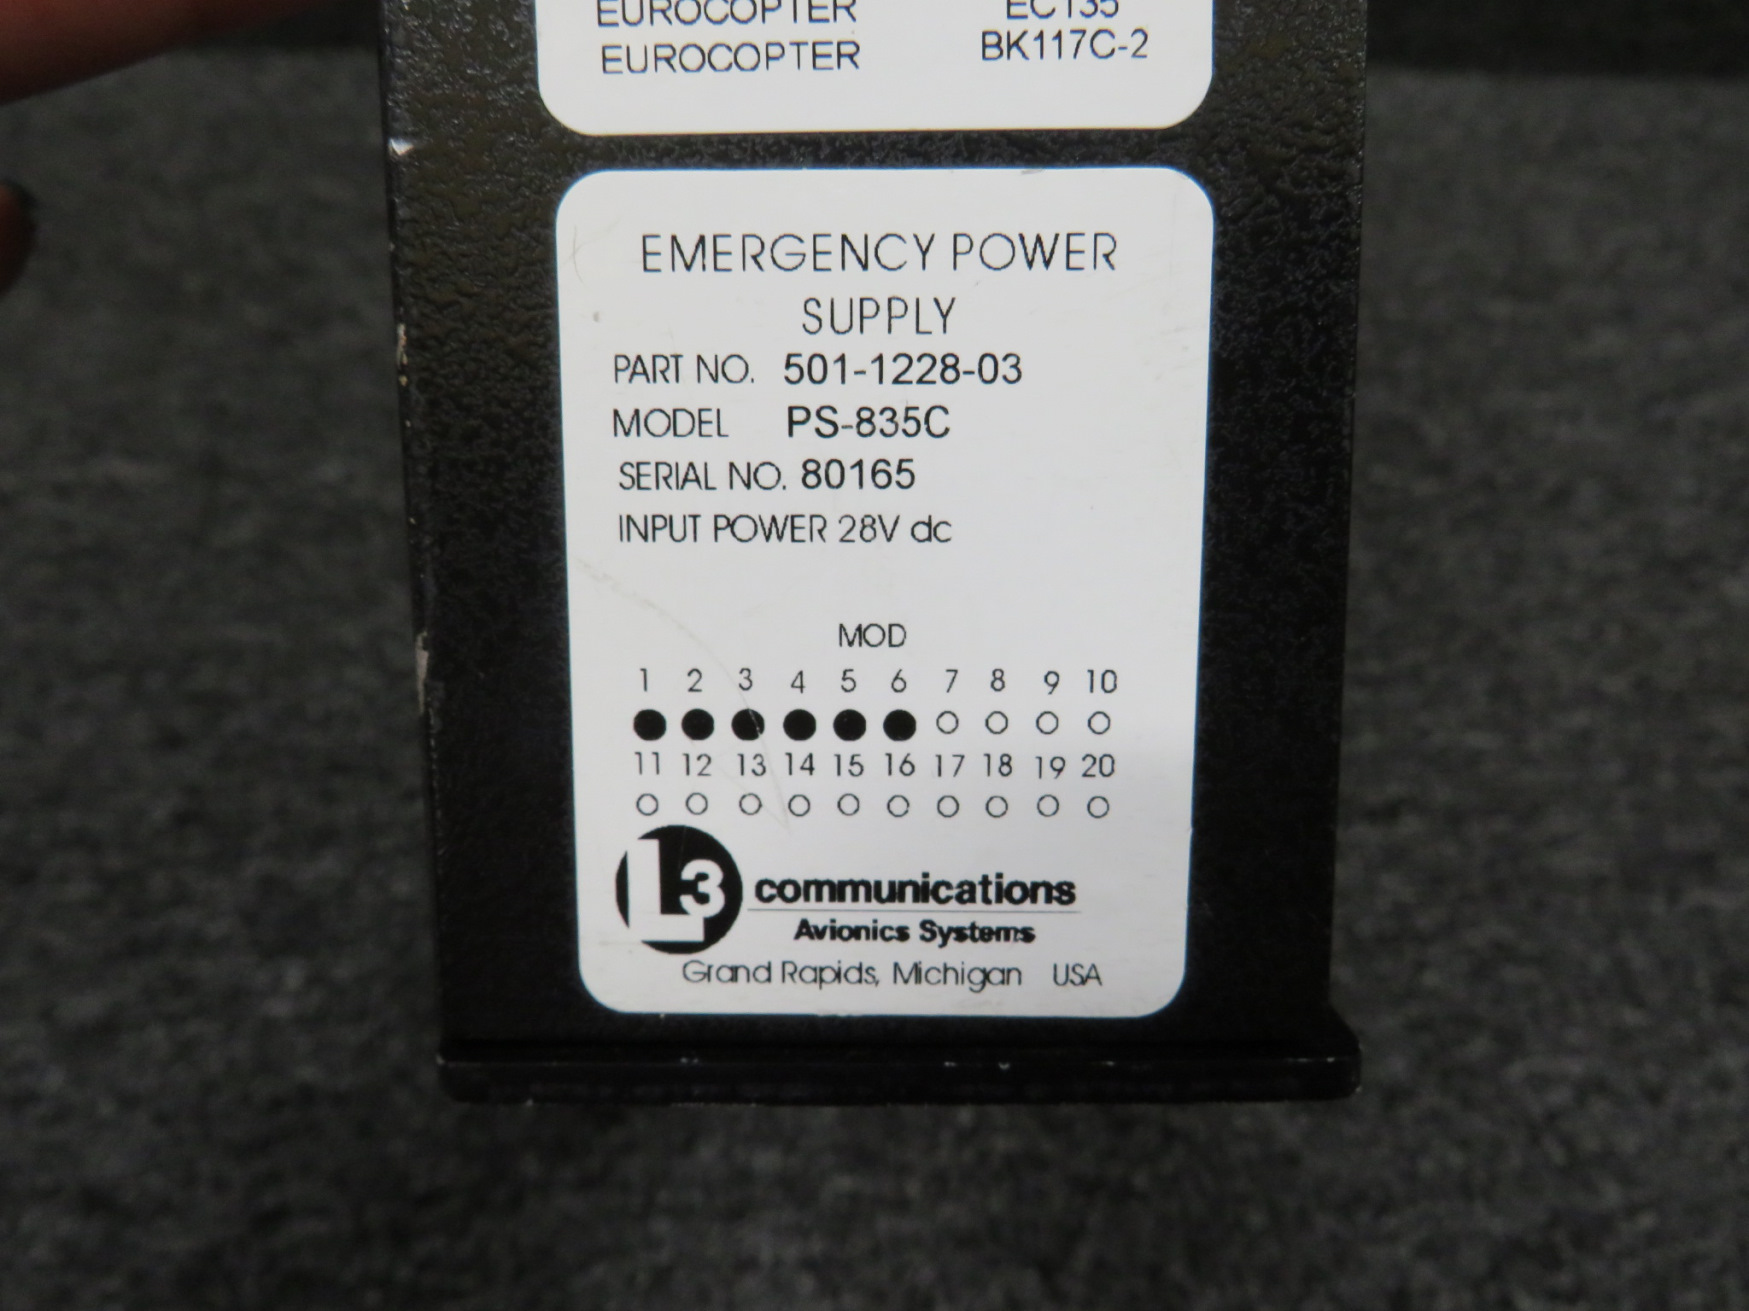 EUROCOPTER EC135
EUROCOPTER BK117C-2
EMERGENCY POWER
SUPPLY
PART NO. 501-1228-03
MODEL PS-835C
SERIAL NO. 80165
INPUT POWER 28V dc
MOD
1 2 3 4 5 6 7 8 9 10
11 12 13 14 15 16 17 18 19 20
L3 communications
Avionics Systems
Grand Rapids, Michigan USA